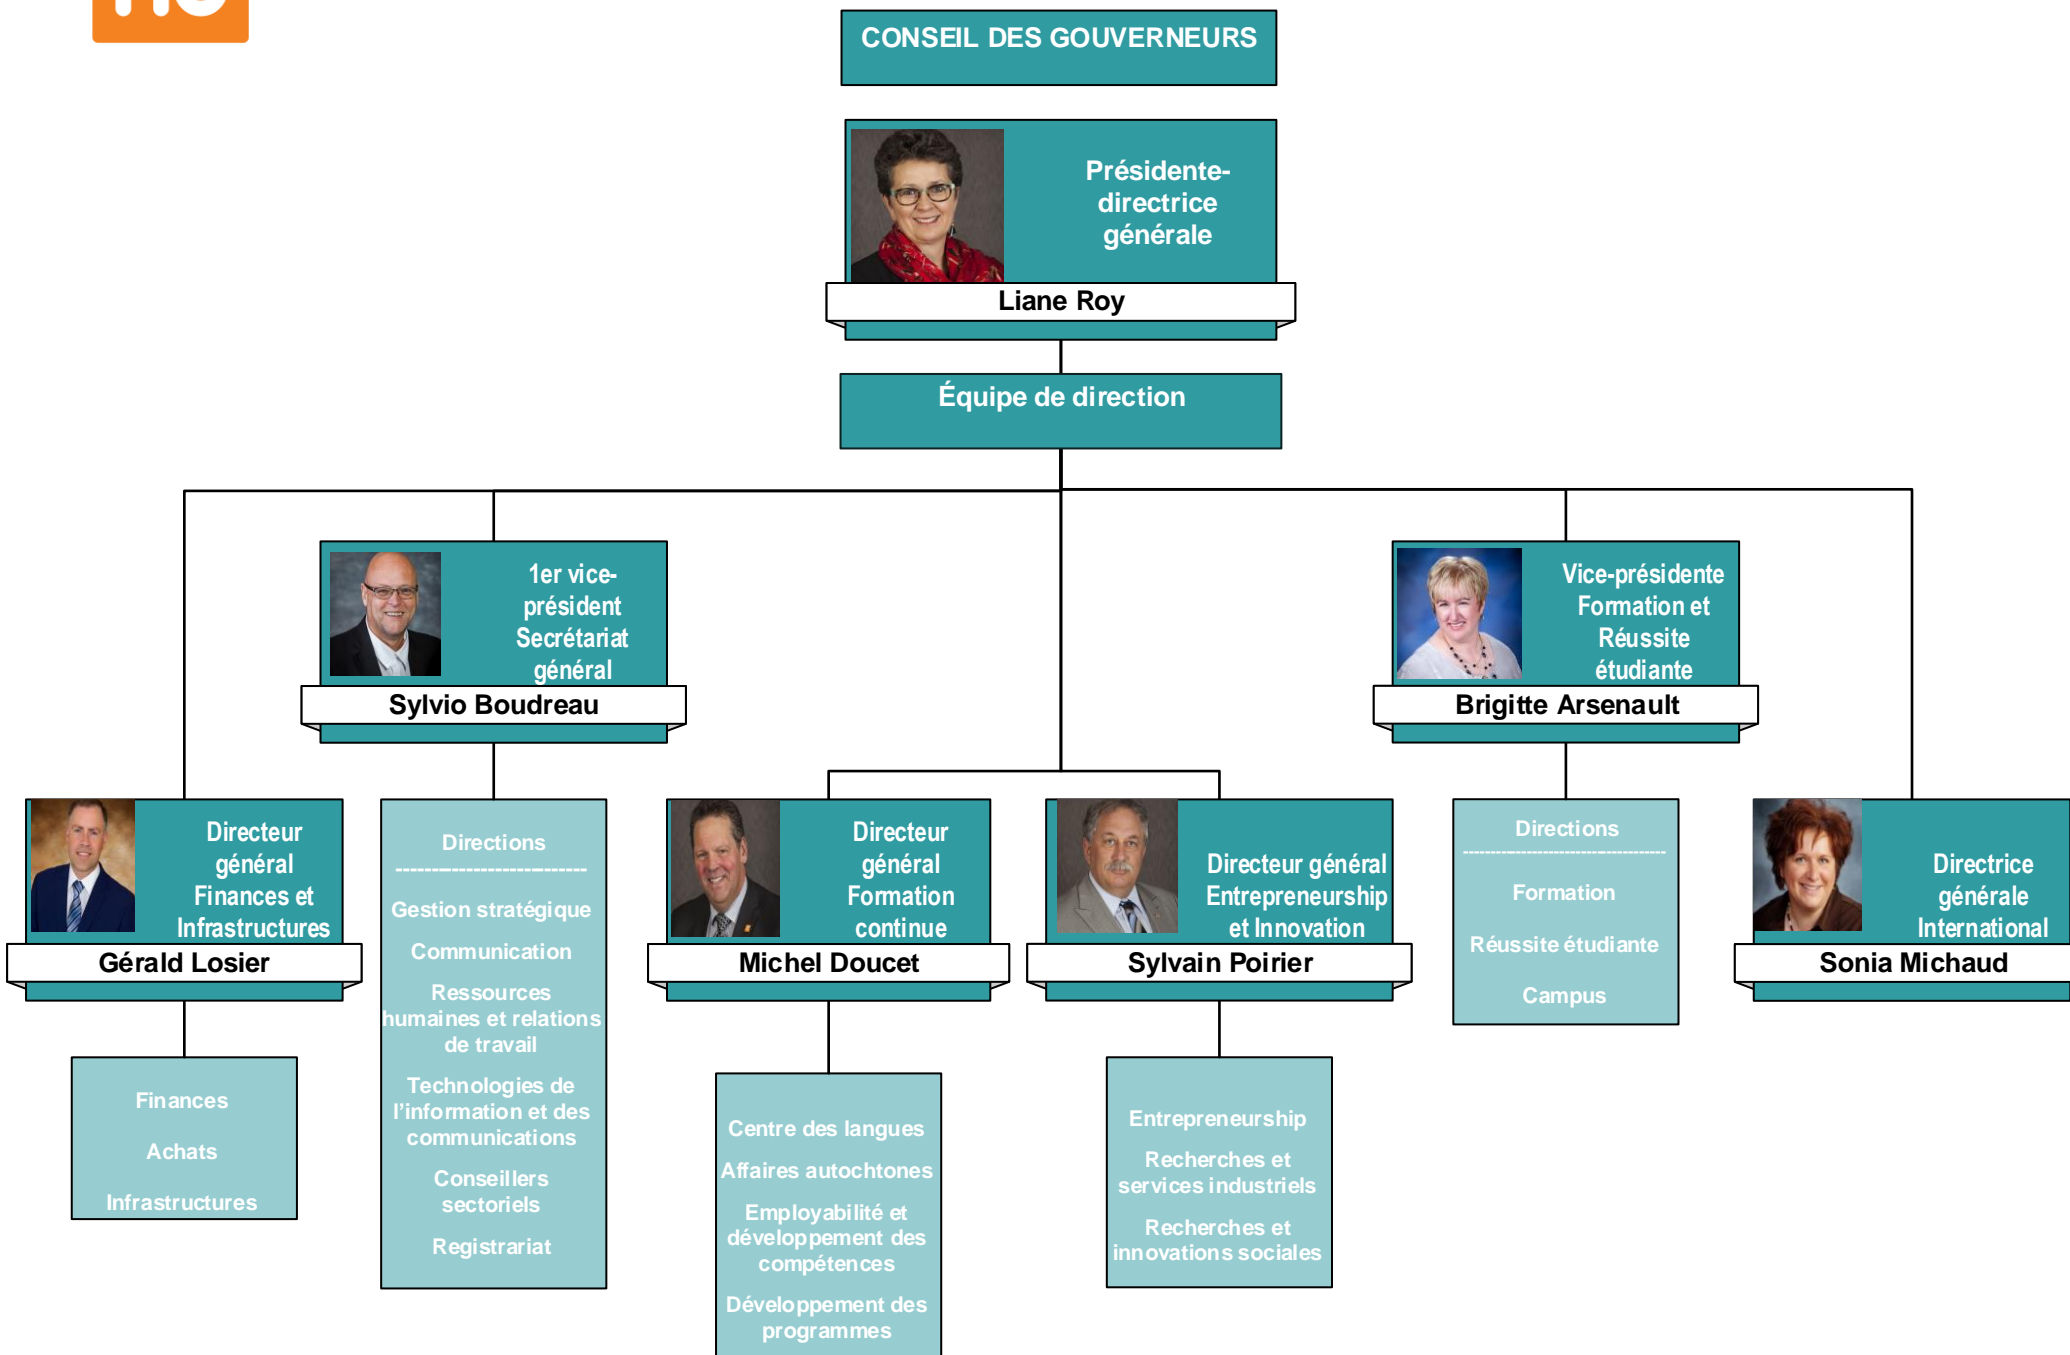 CONSEIL DES GOUVERNEURS
Présidente-
directrice
générale
Liane Roy
Équipe de direction
1er vice-
président
Secrétariat
général
Sylvio Boudreau
Vice-présidente
Formation et
Réussite
étudiante
Brigitte Arsenault
Directeur
général
Finances et
Infrastructures
Gérald Losier
Finances
Achats
Infrastructures
Directions
Gestion stratégique
Communication
Ressources
humaines et relations
de travail
Technologies de
l'information et des
communications
Conseillers
sectoriels
Registrariat
Directeur
général
Formation
continue
Michel Doucet
Centre des langues
Affaires autochtones
Employabilité et
développement des
compétences
Développement des
programmes
Directeur général
Entrepreneurship
et Innovation
Sylvain Poirier
Entrepreneurship
Recherches et
services industriels
Recherches et
innovations sociales
Directions
Formation
Réussite étudiante
Campus
Directrice
générale
International
Sonia Michaud